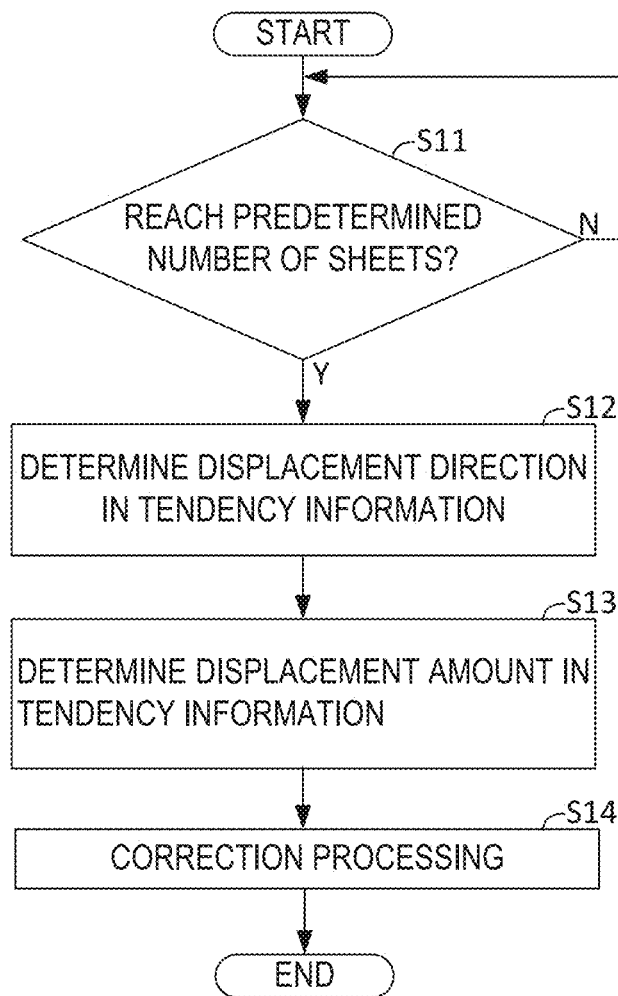 START
S11
REACH PREDETERMINED
NUMBER OF SHEETS?
N
Y
S12
DETERMINE DISPLACEMENT DIRECTION
IN TENDENCY INFORMATION
S13
DETERMINE DISPLACEMENT AMOUNT IN
TENDENCY INFORMATION
S14
CORRECTION PROCESSING
END